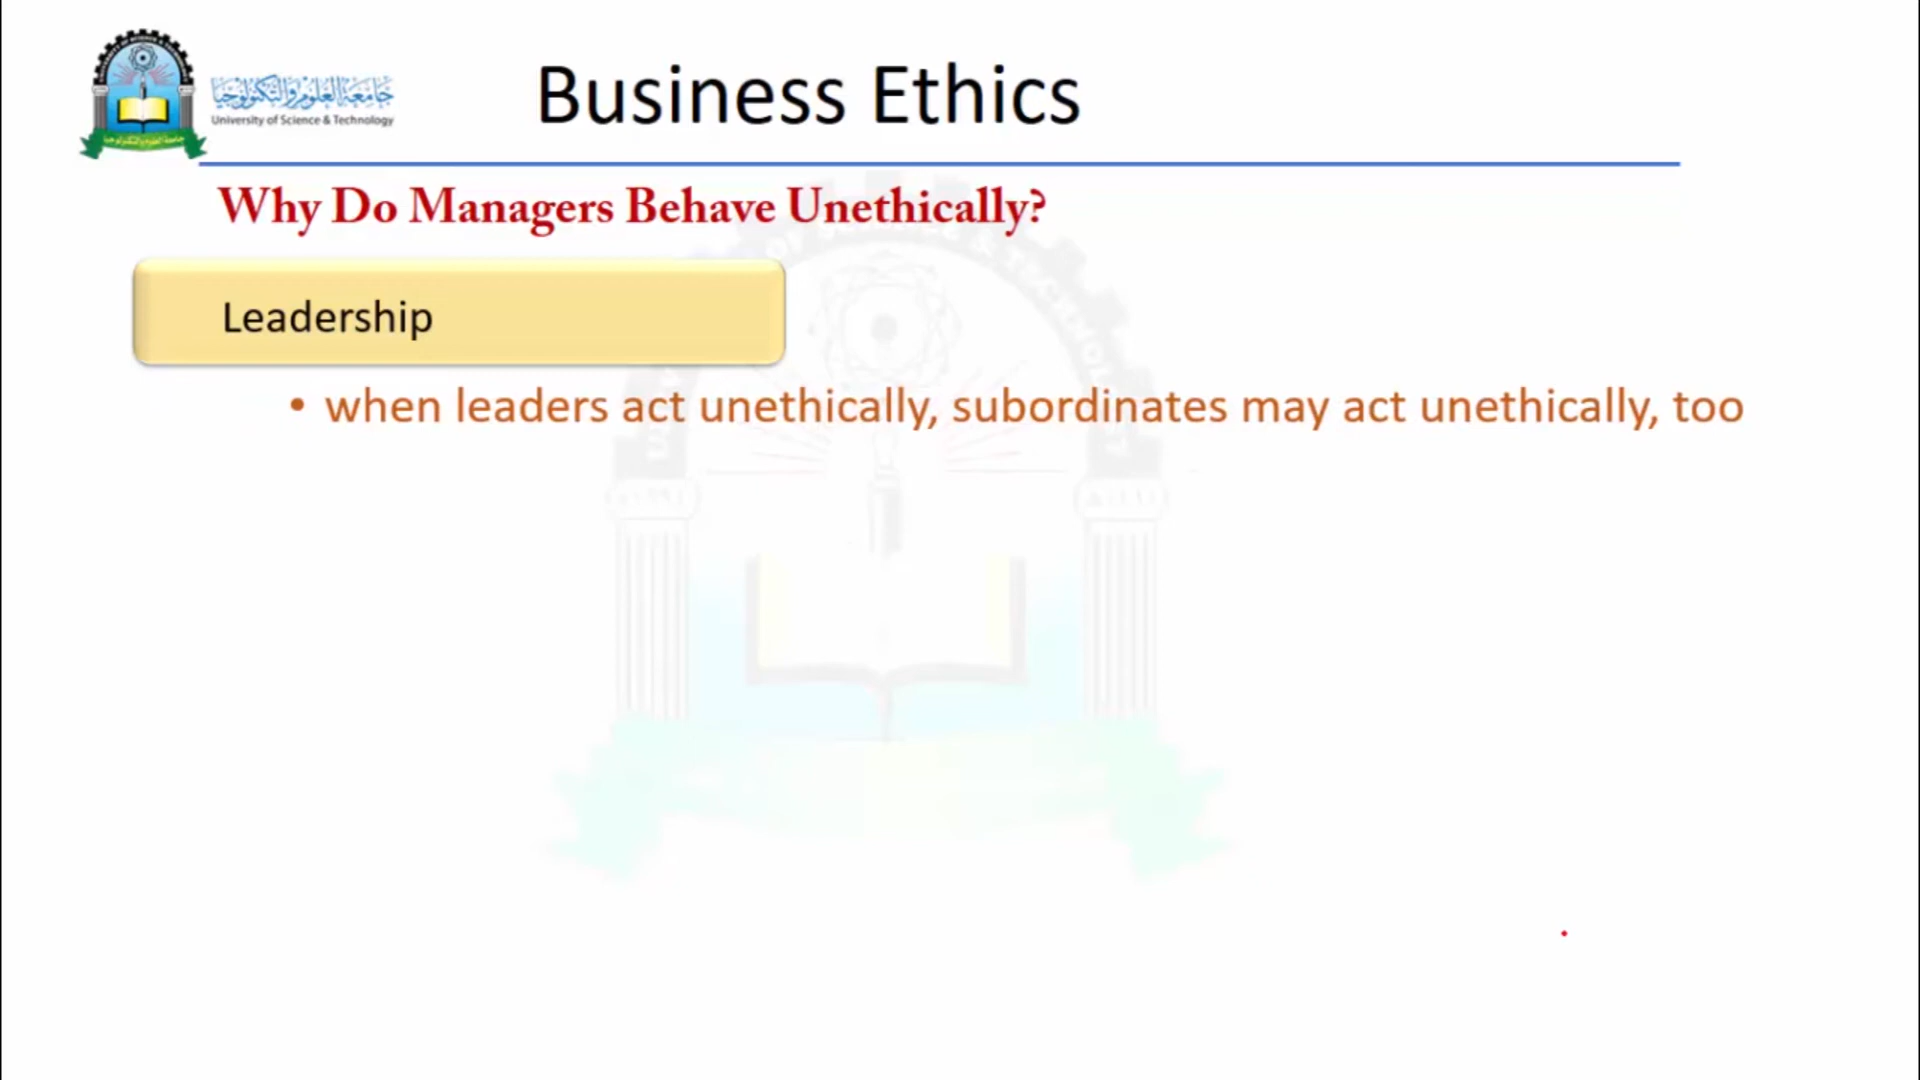 جامعة العلوم والتكنولوجيا
University of Science & Technology
Business Ethics
Why Do Managers Behave Unethically?
Leadership
• when leaders act unethically, subordinates may act unethically, too